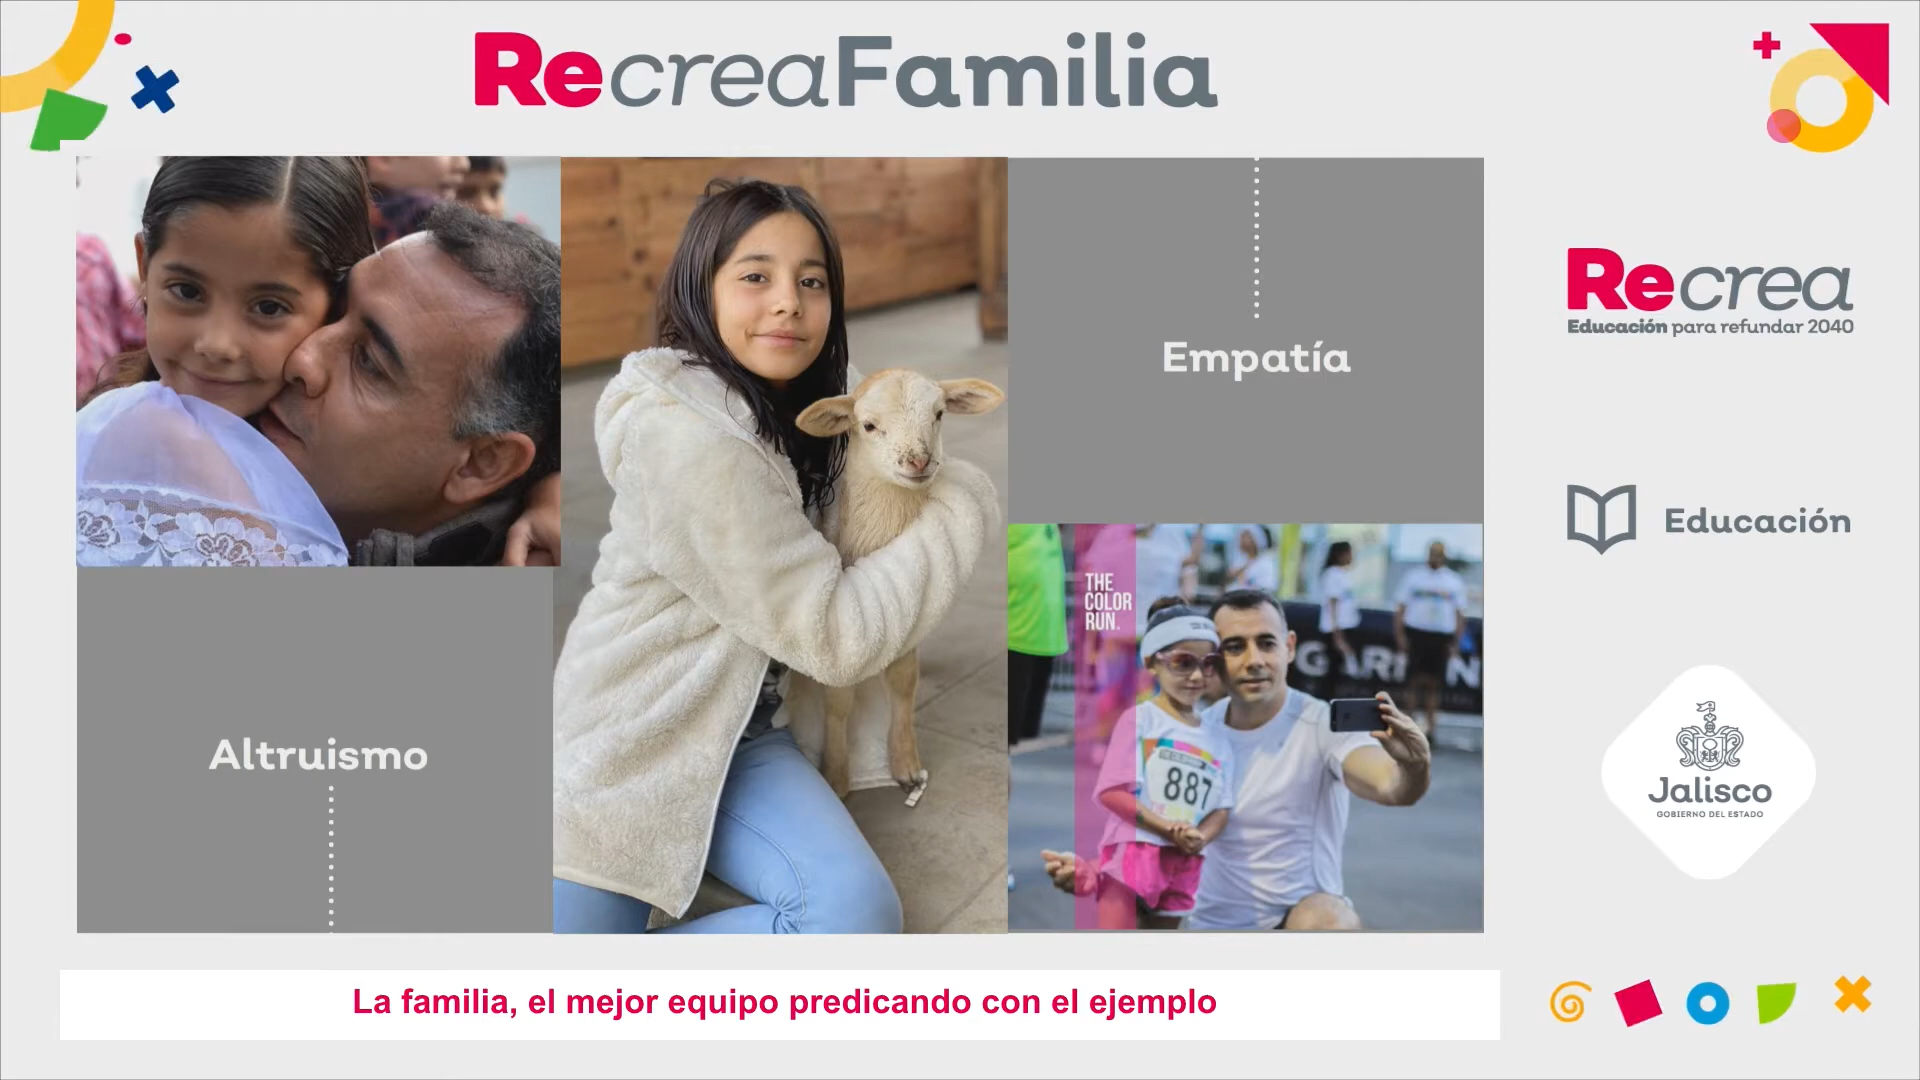 RecreaFamilia
Empatía
Recrea
Educación para refundar 2040
Educación
THE
COLOR
RUN.
GARMIN
887
Altruismo
Jalisco
GOBIERNO DEL ESTADO
La familia, el mejor equipo predicando con el ejemplo